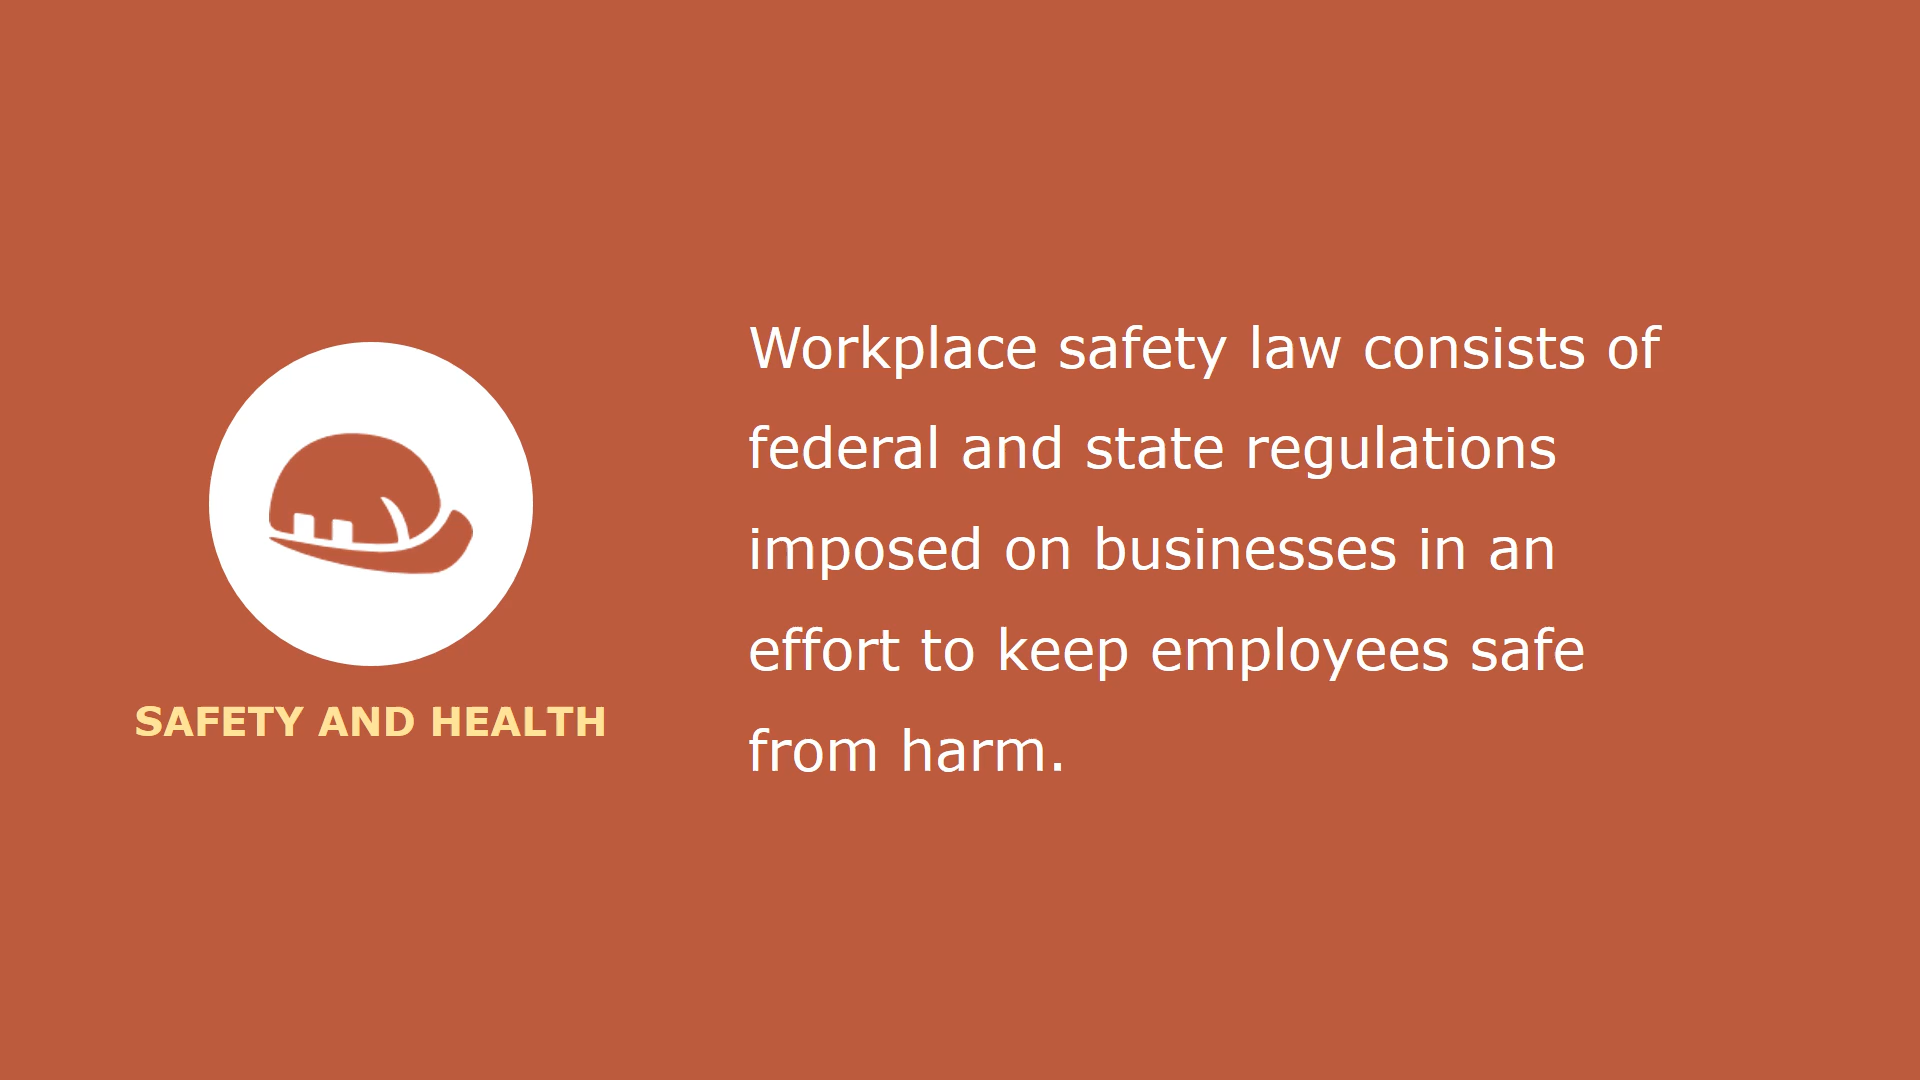 Workplace safety law consists of
federal and state regulations
imposed on businesses in an
effort to keep employees safe
from harm.
SAFETY AND HEALTH